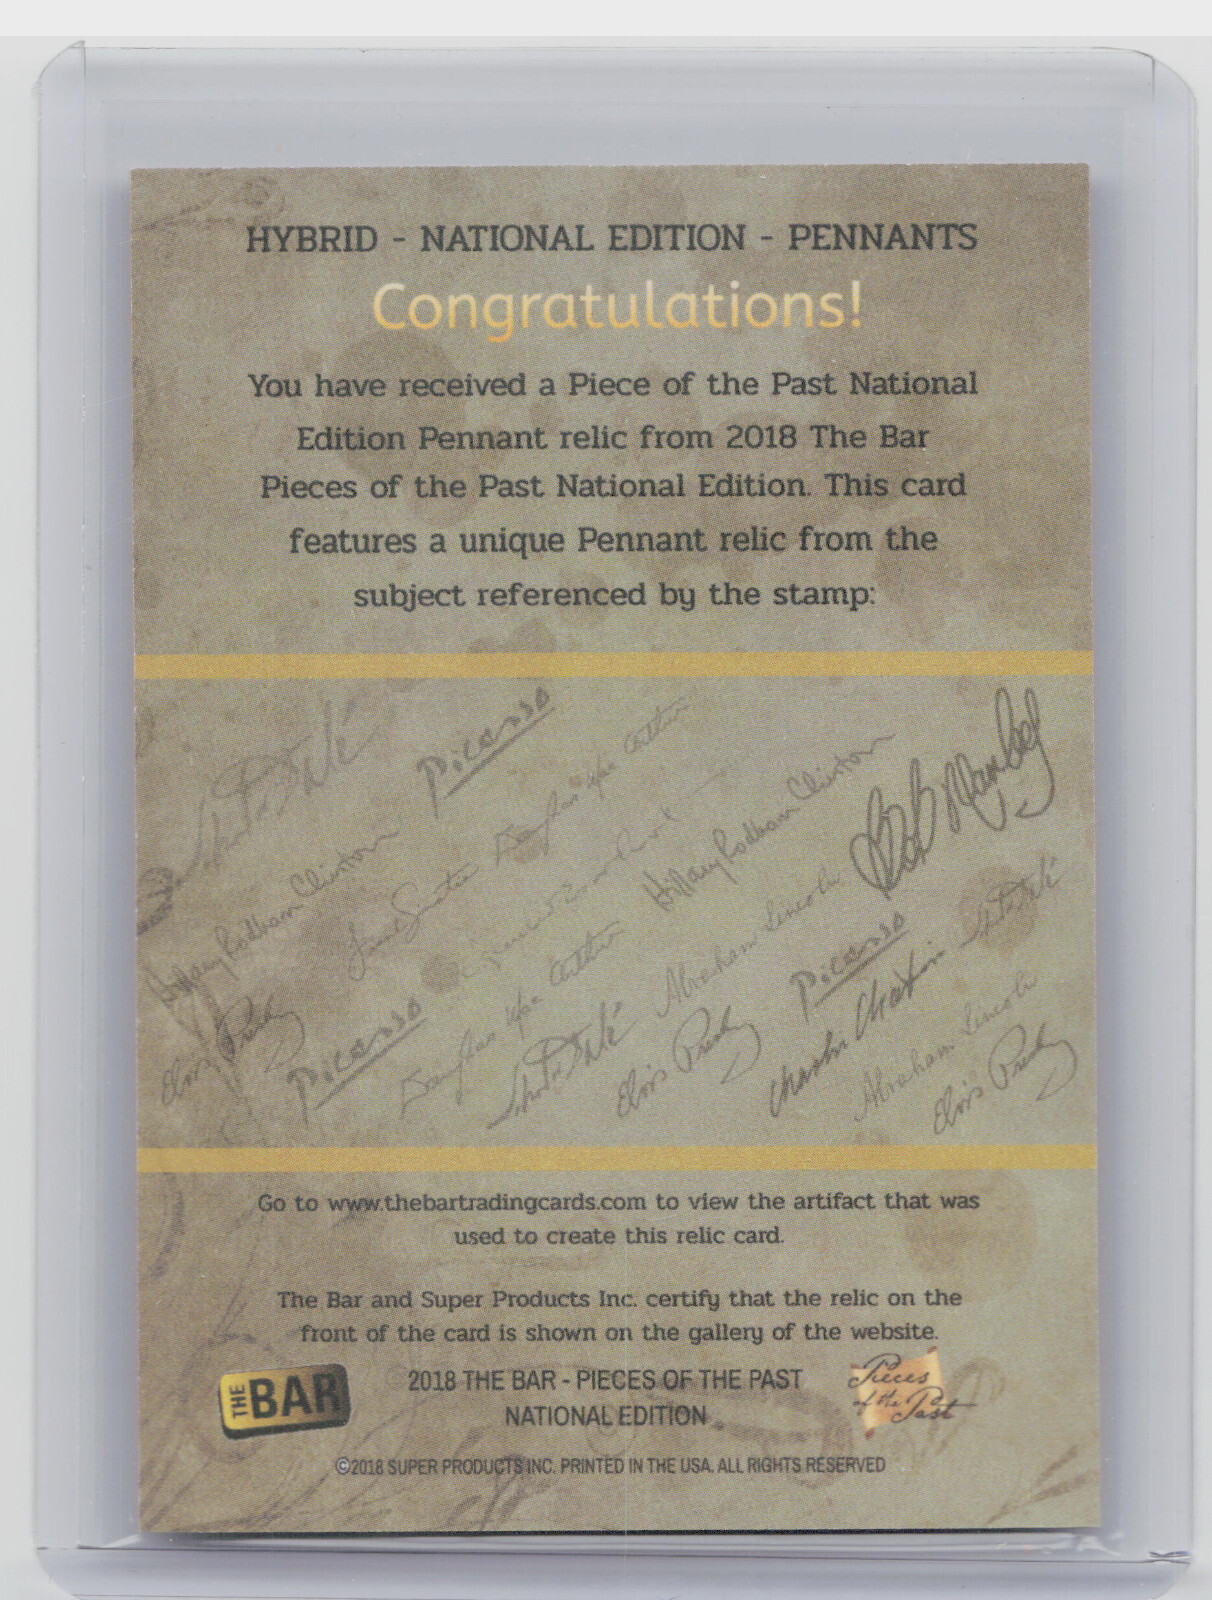 HYBRID - NATIONAL EDITION - PENNANTS
Congratulations!
You have received a Piece of the Past National
Edition Pennant relic from 2018 The Bar
Pieces of the Past National Edition. This card
features a unique Pennant relic from the
subject referenced by the stamp:
Picasso
Hillary Rodham Clinton
Hillary Rodham Clinton
Bob Marley
Abraham Lincoln
Picasso
Elvis Presley
Picasso
Elvis Presley
Charlie Chaplin
Abraham Lincoln
Elvis Presley
Go to www.thebartradingcards.com to view the artifact that was
used to create this relic card.
The Bar and Super Products Inc. certify that the relic on the
front of the card is shown on the gallery of the website.
THE BAR
2018 THE BAR - PIECES OF THE PAST
NATIONAL EDITION
Pieces
of the Past
©2018 SUPER PRODUCTS INC. PRINTED IN THE USA. ALL RIGHTS RESERVED